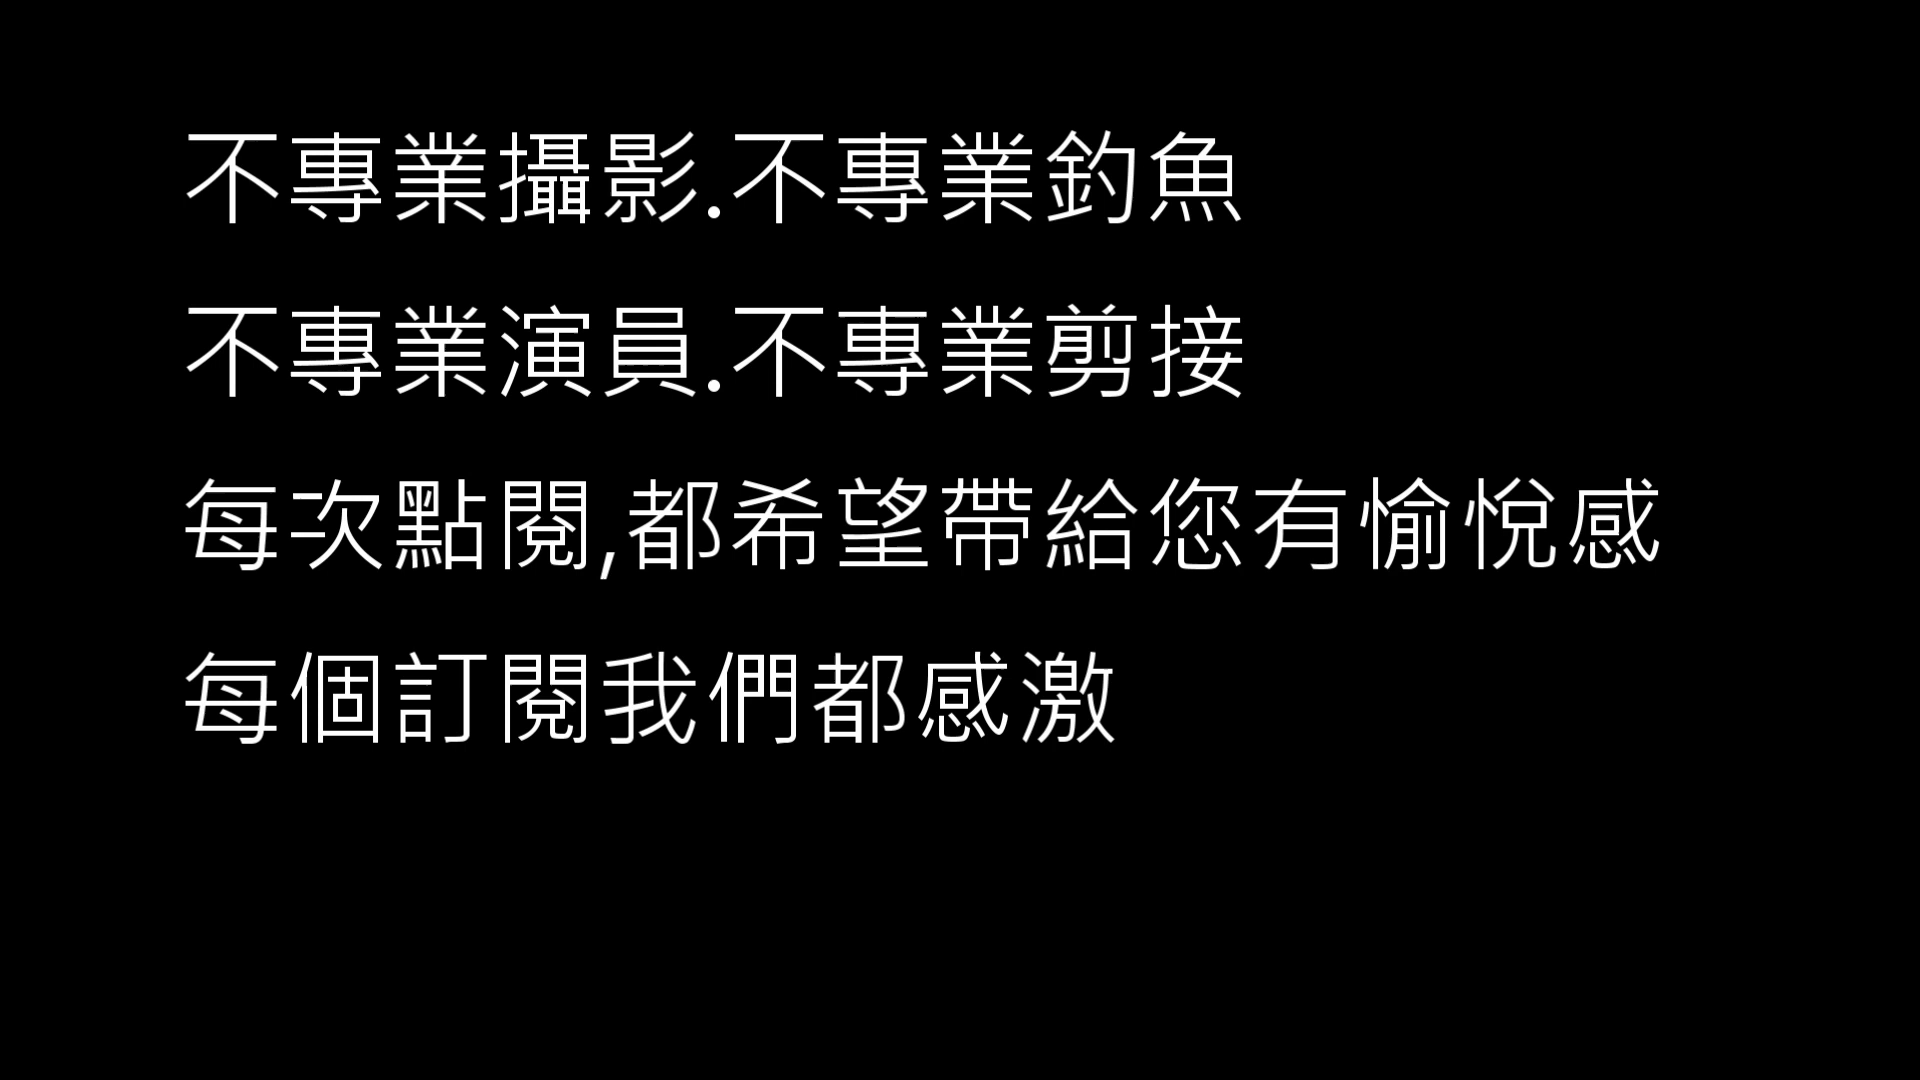 不專業攝影.不專業釣魚
不專業演員.不專業剪接
每次點閱,都希望帶給您有愉悅感
每個訂閱我們都感激